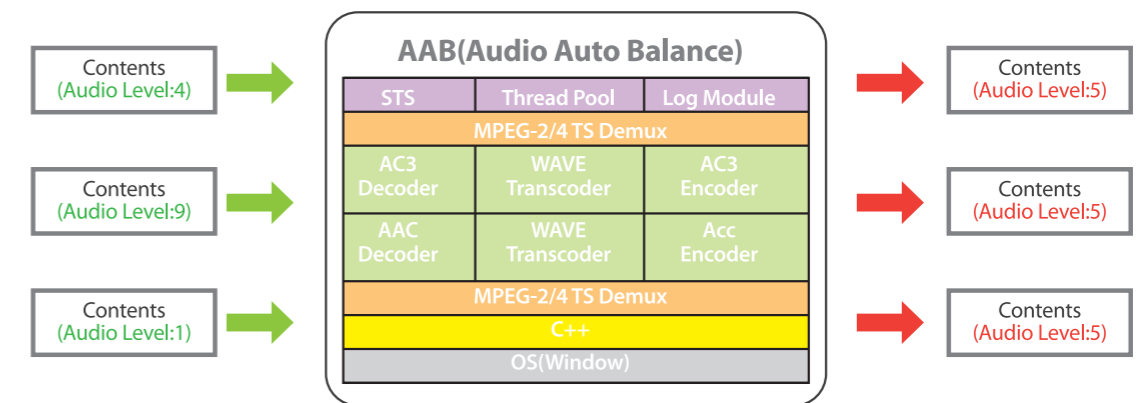 AAB(Audio Auto Balance)
Contents
(Audio Level:4)
Contents
(Audio Level:9)
Contents
(Audio Level:1)
STS Thread Pool Log Module
MPEG-2/4 TS Demux
AC3
Decoder
WAVE
Transcoder
AC3
Encoder
AAC
Decoder
WAVE
Transcoder
Acc
Encoder
MPEG-2/4 TS Demux
C++
OS(Window)
Contents
(Audio Level:5)
Contents
(Audio Level:5)
Contents
(Audio Level:5)